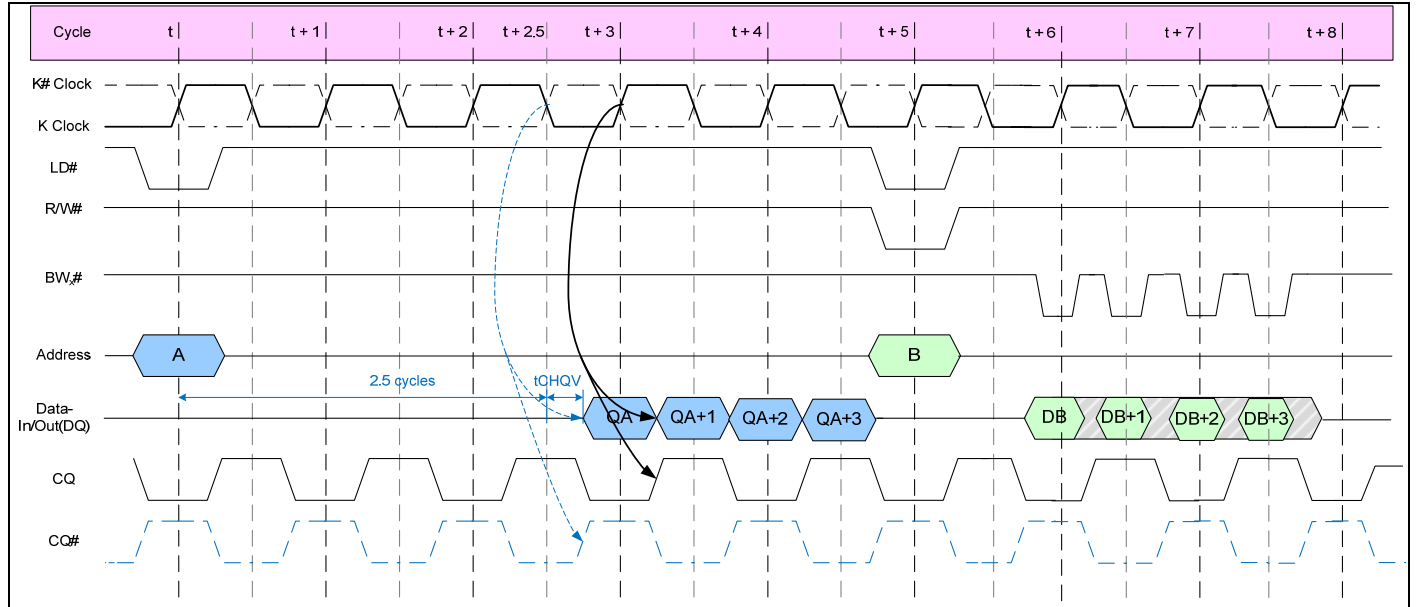 Cycle t t + 1 t + 2 t + 2.5 t + 3 t + 4 t + 5 t + 6 t + 7 t + 8
K# Clock
K Clock
LD#
R/W#
BWx#
Address A B
2.5 cycles tCHQV
Data-
In/Out(DQ) QA QA+1 QA+2 QA+3 DB DB+1 DB+2 DB+3
CQ
CQ#